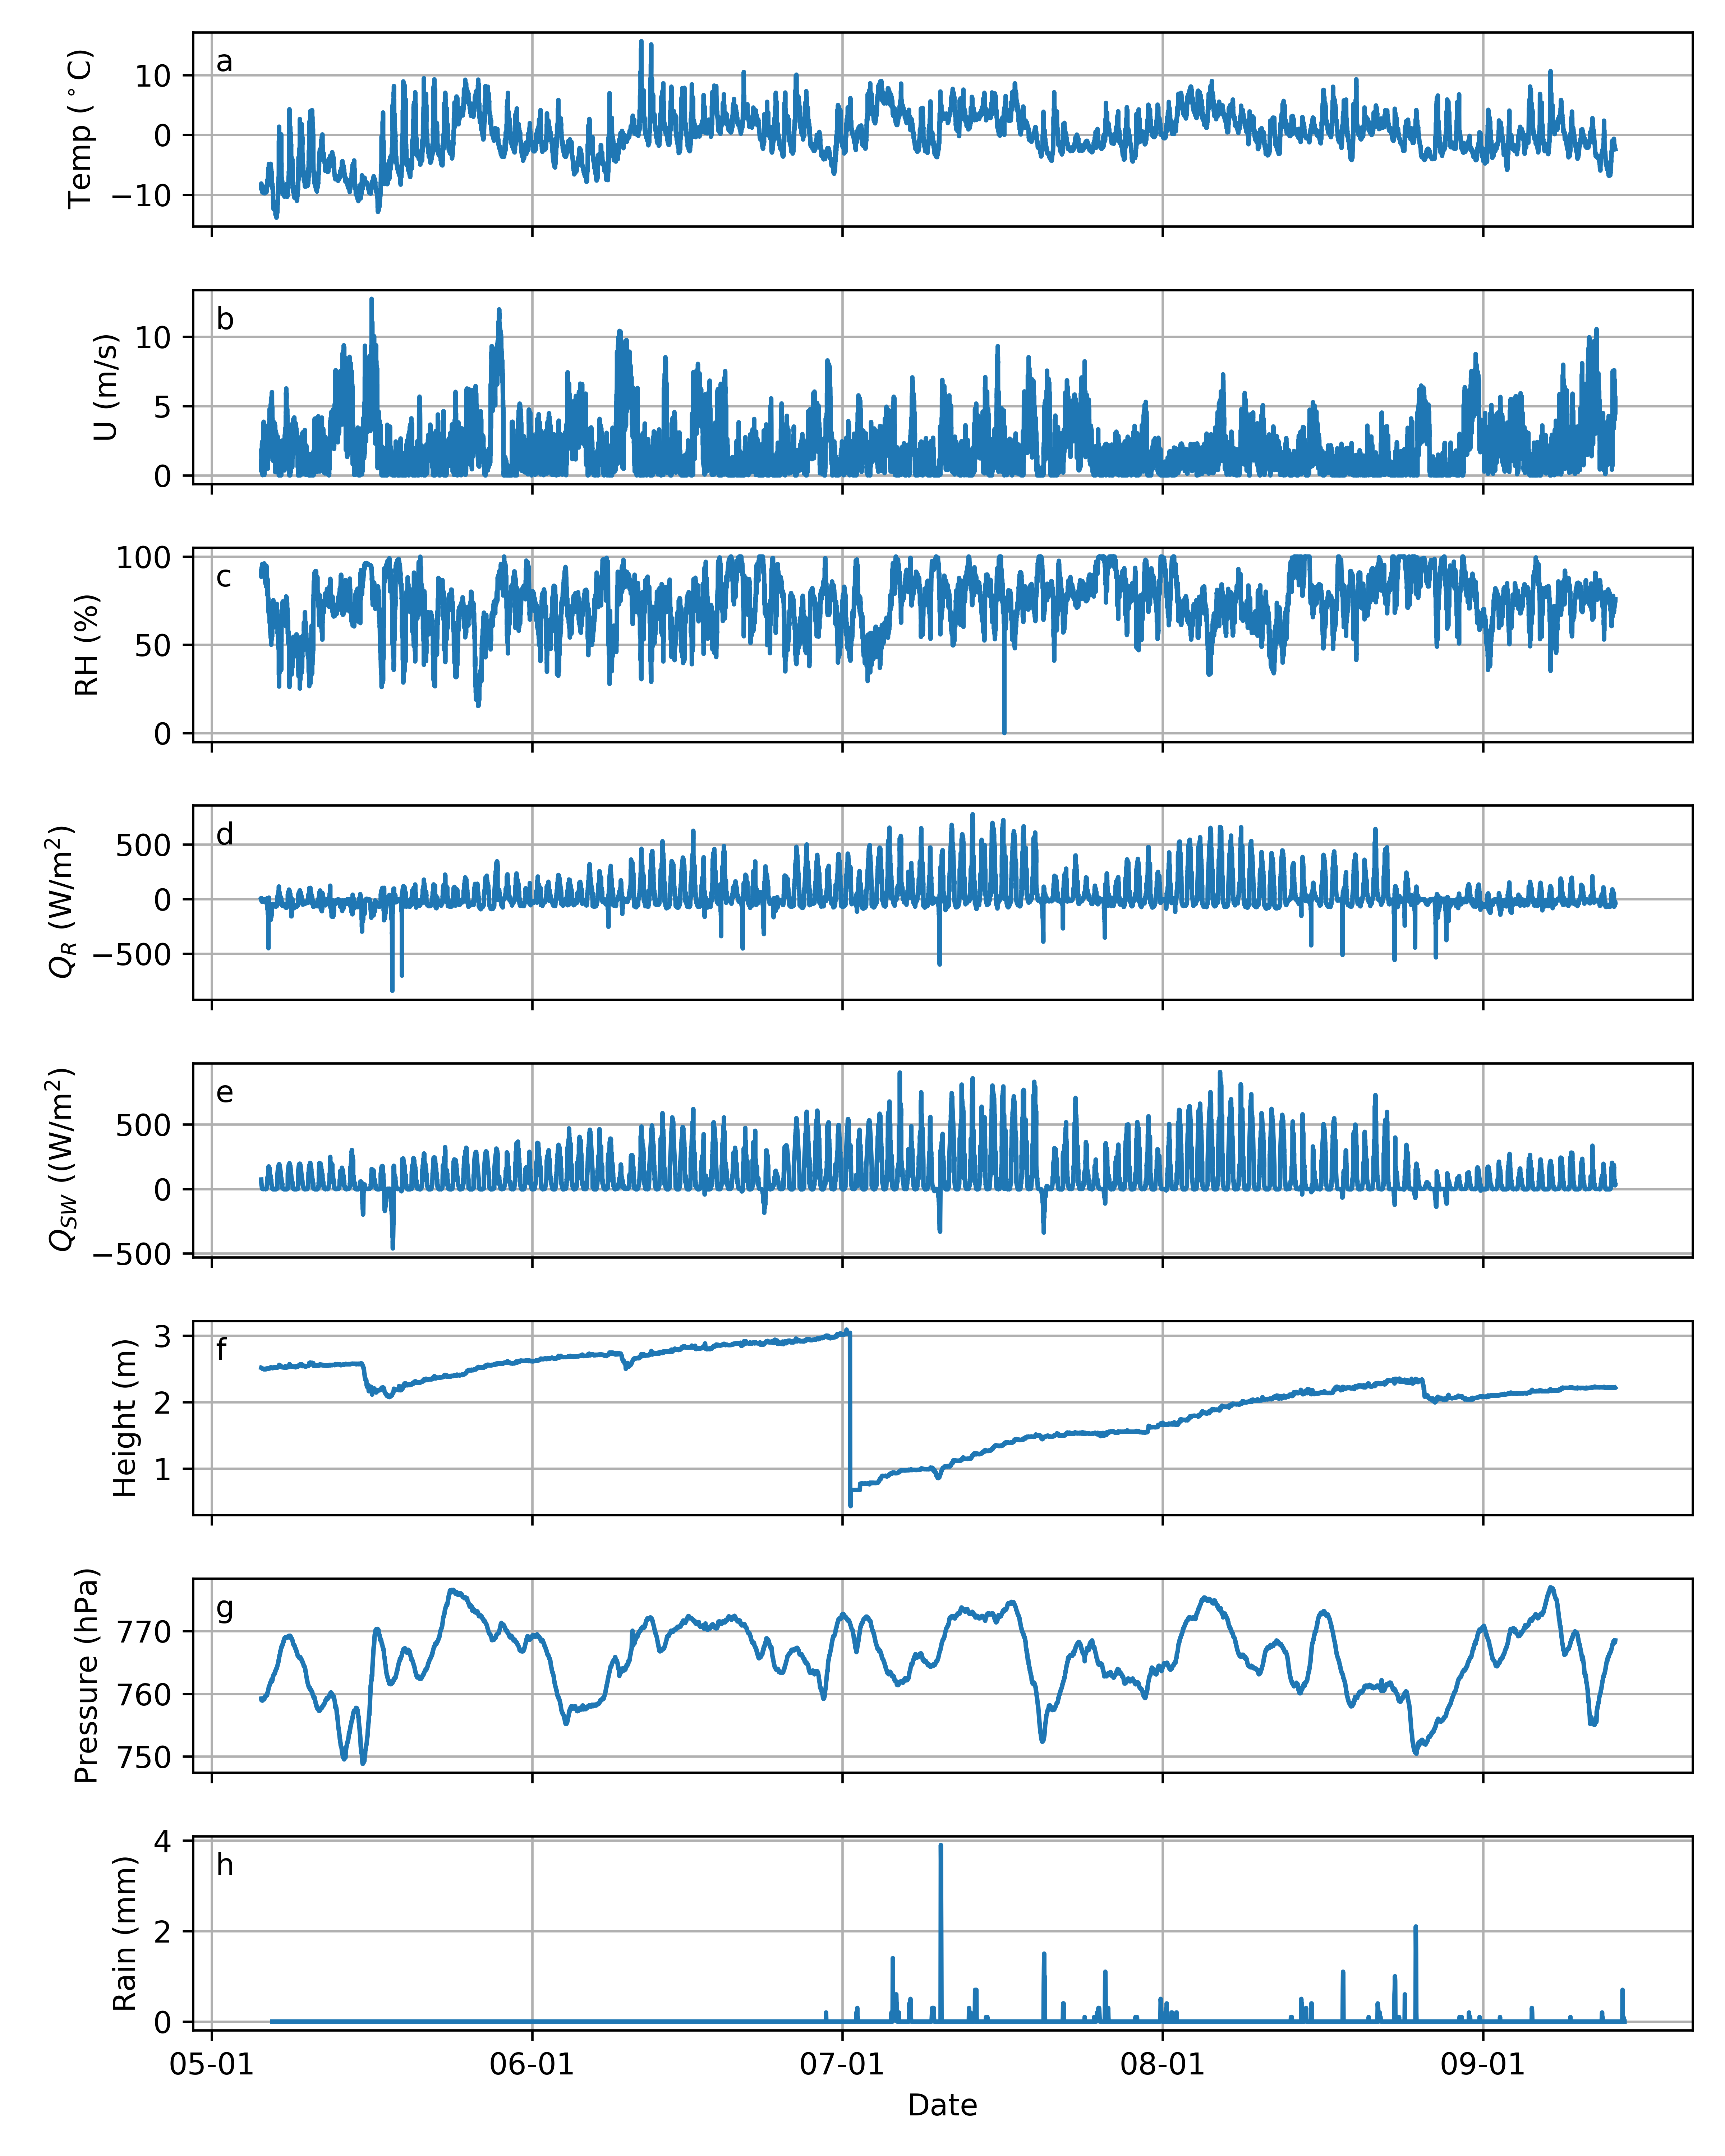 a
Temp (°C)
10
0
−10
b
U (m/s)
10
5
0
c
RH (%)
100
50
0
d
Q_R (W/m²)
500
0
−500
e
Q_SW ((W/m²)
500
0
−500
f
Height (m)
3
2
1
g
Pressure (hPa)
770
760
750
h
Rain (mm)
4
2
0
05-01 06-01 07-01 08-01 09-01
Date